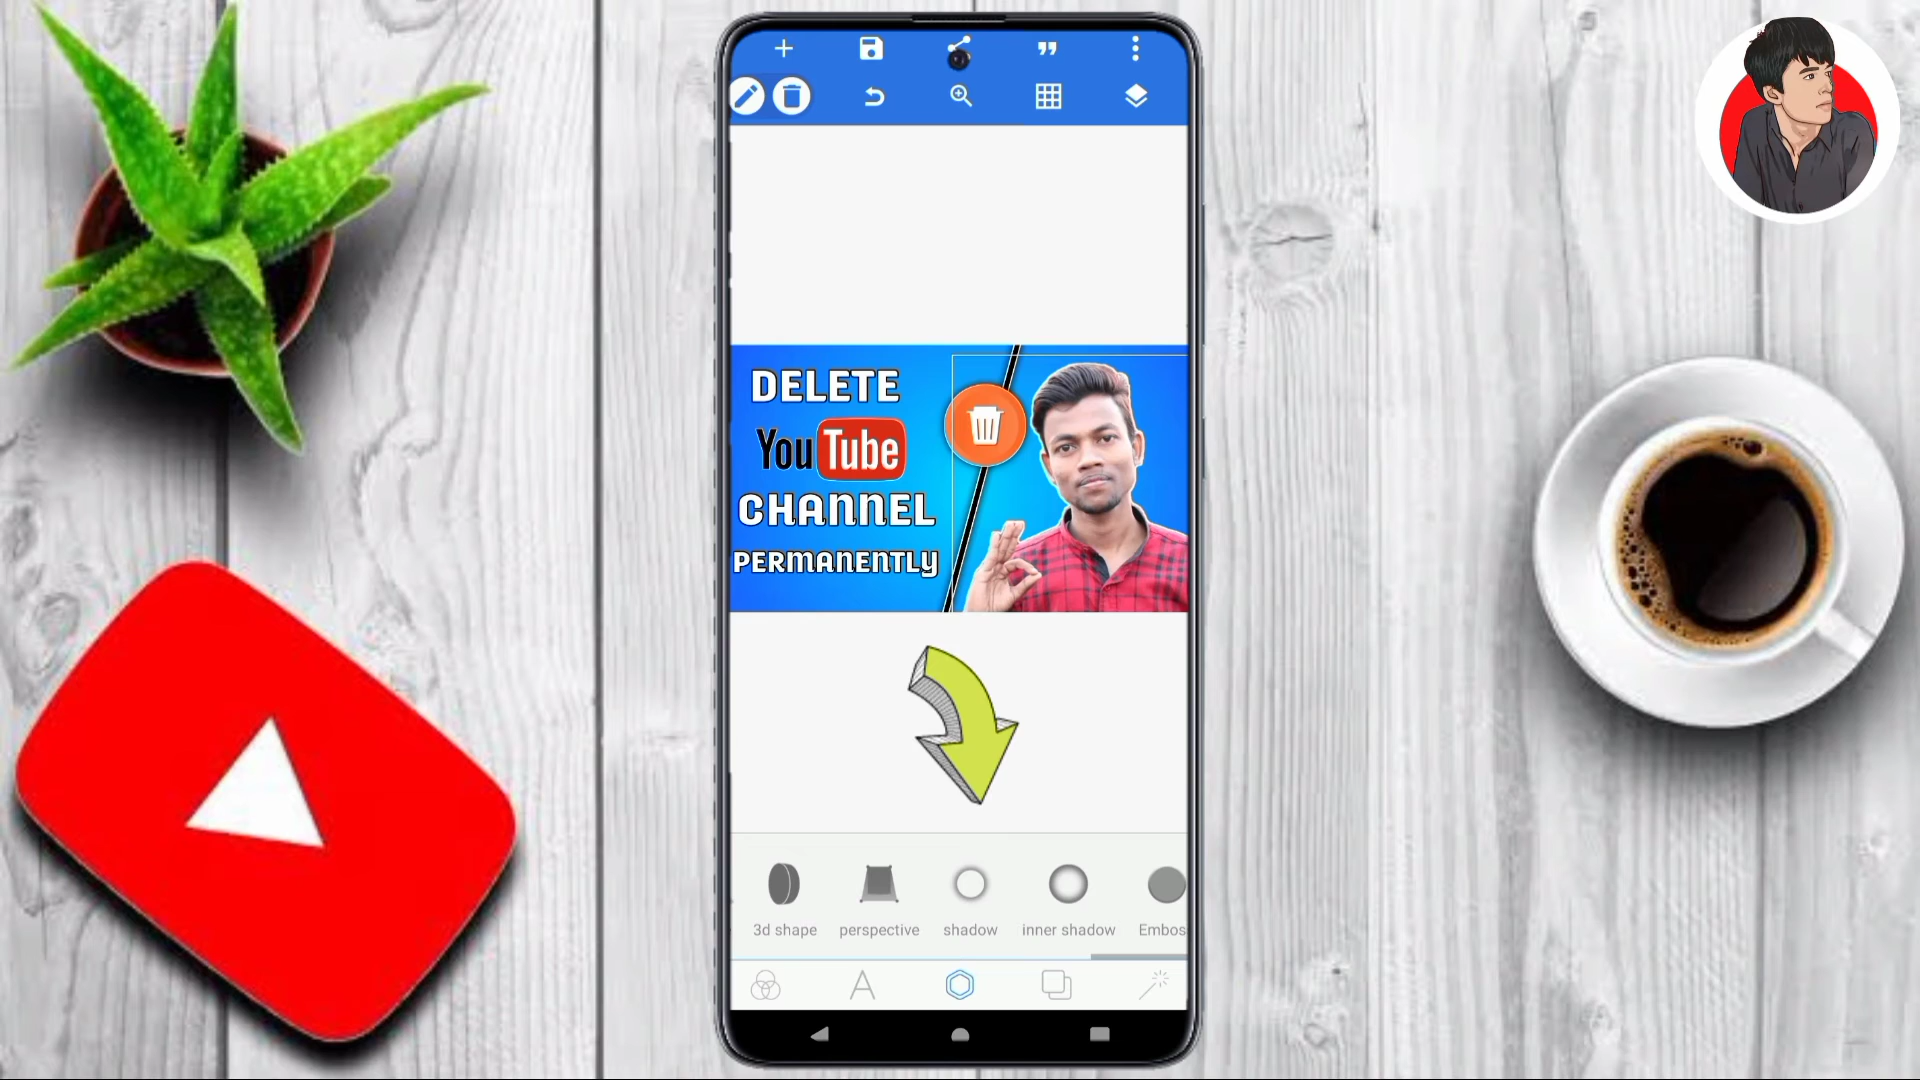 DELETE
YouTube
CHANNEL
PERMANENTLY
3d shape perspective shadow inner shadow Embos
A